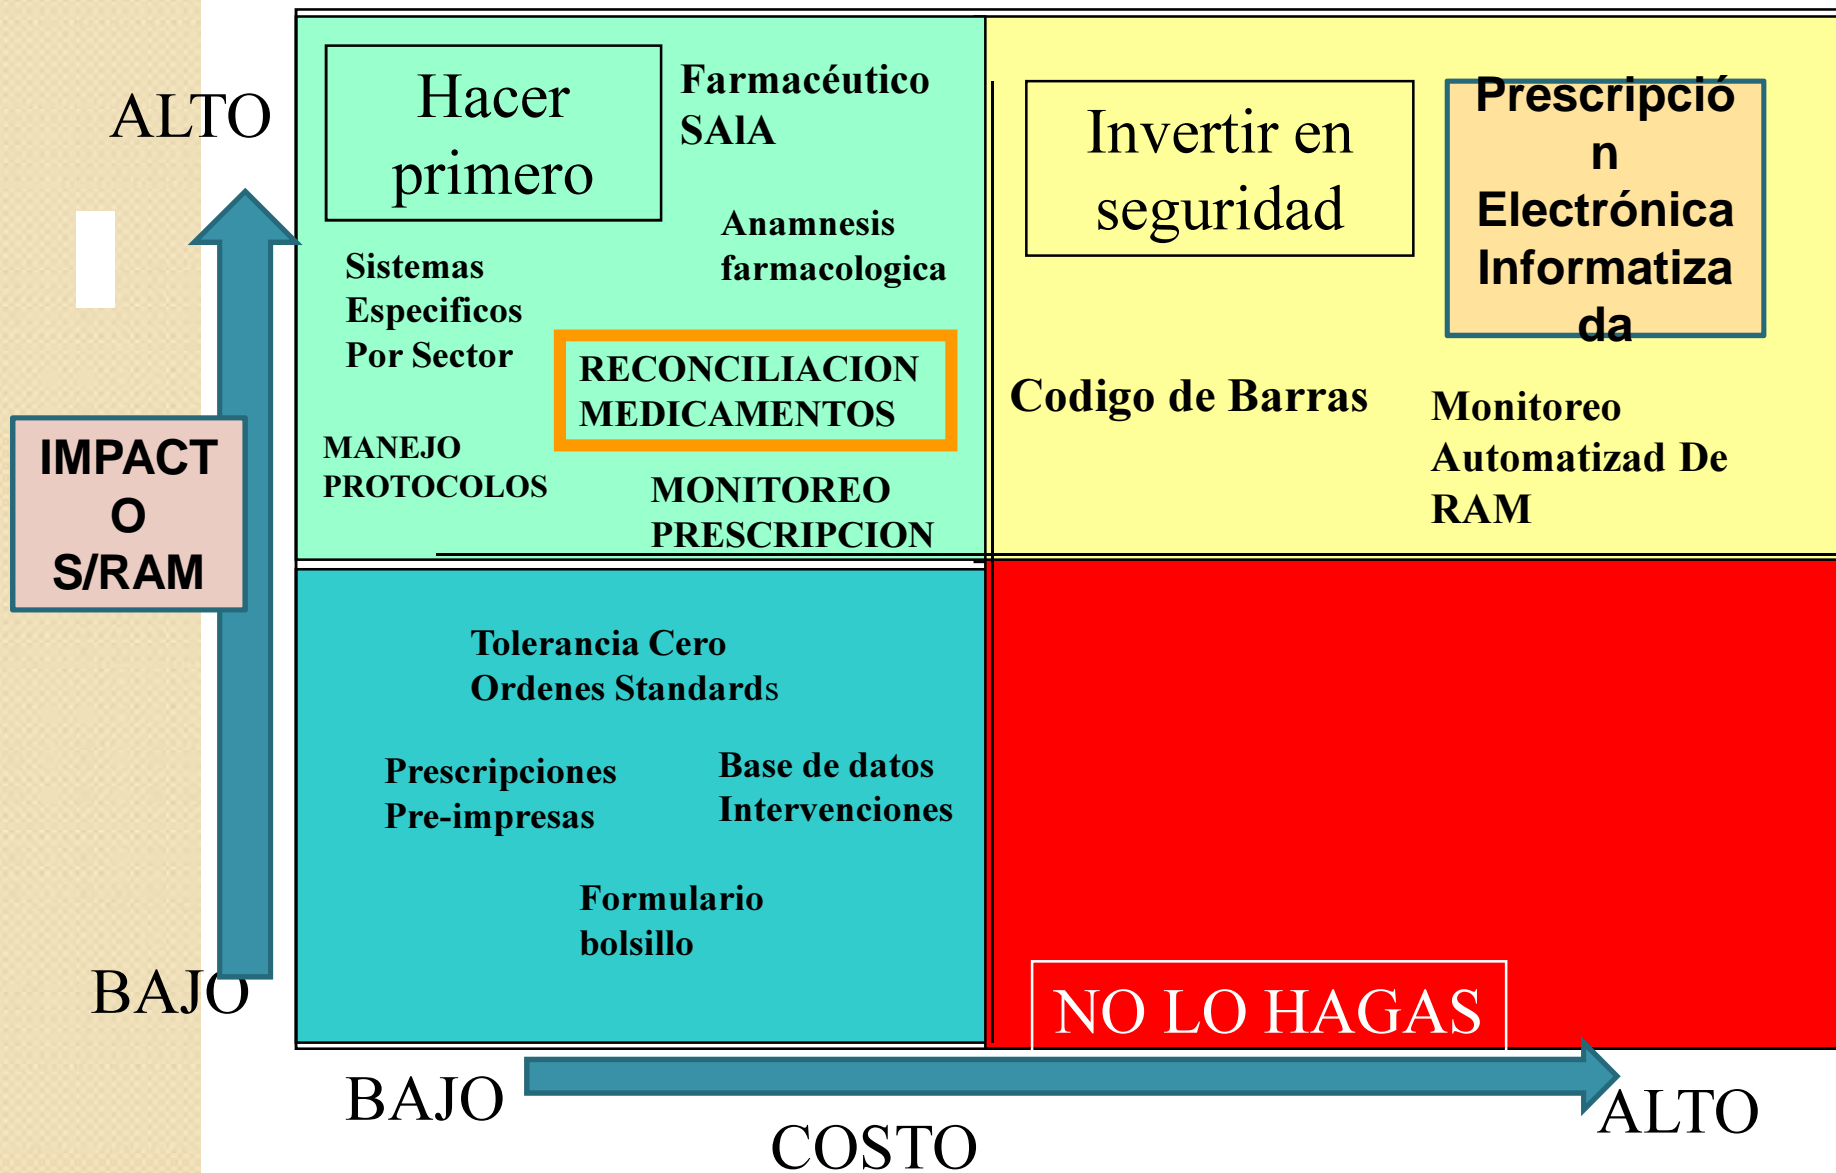 ALTO
Hacer
primero
Farmacéutico
SAlA
Anamnesis
farmacologica
Sistemas
Especificos
Por Sector
RECONCILIACION
MEDICAMENTOS
MANEJO
PROTOCOLOS
MONITOREO
PRESCRIPCION
Invertir en
seguridad
Prescripció
n
Electrónica
Informatiza
da
Codigo de Barras
Monitoreo
Automatizad De
RAM
IMPACT
O
S/RAM
Tolerancia Cero
Ordenes Standards
Prescripciones
Pre-impresas
Base de datos
Intervenciones
Formulario
bolsillo
NO LO HAGAS
BAJO
BAJO
COSTO
ALTO